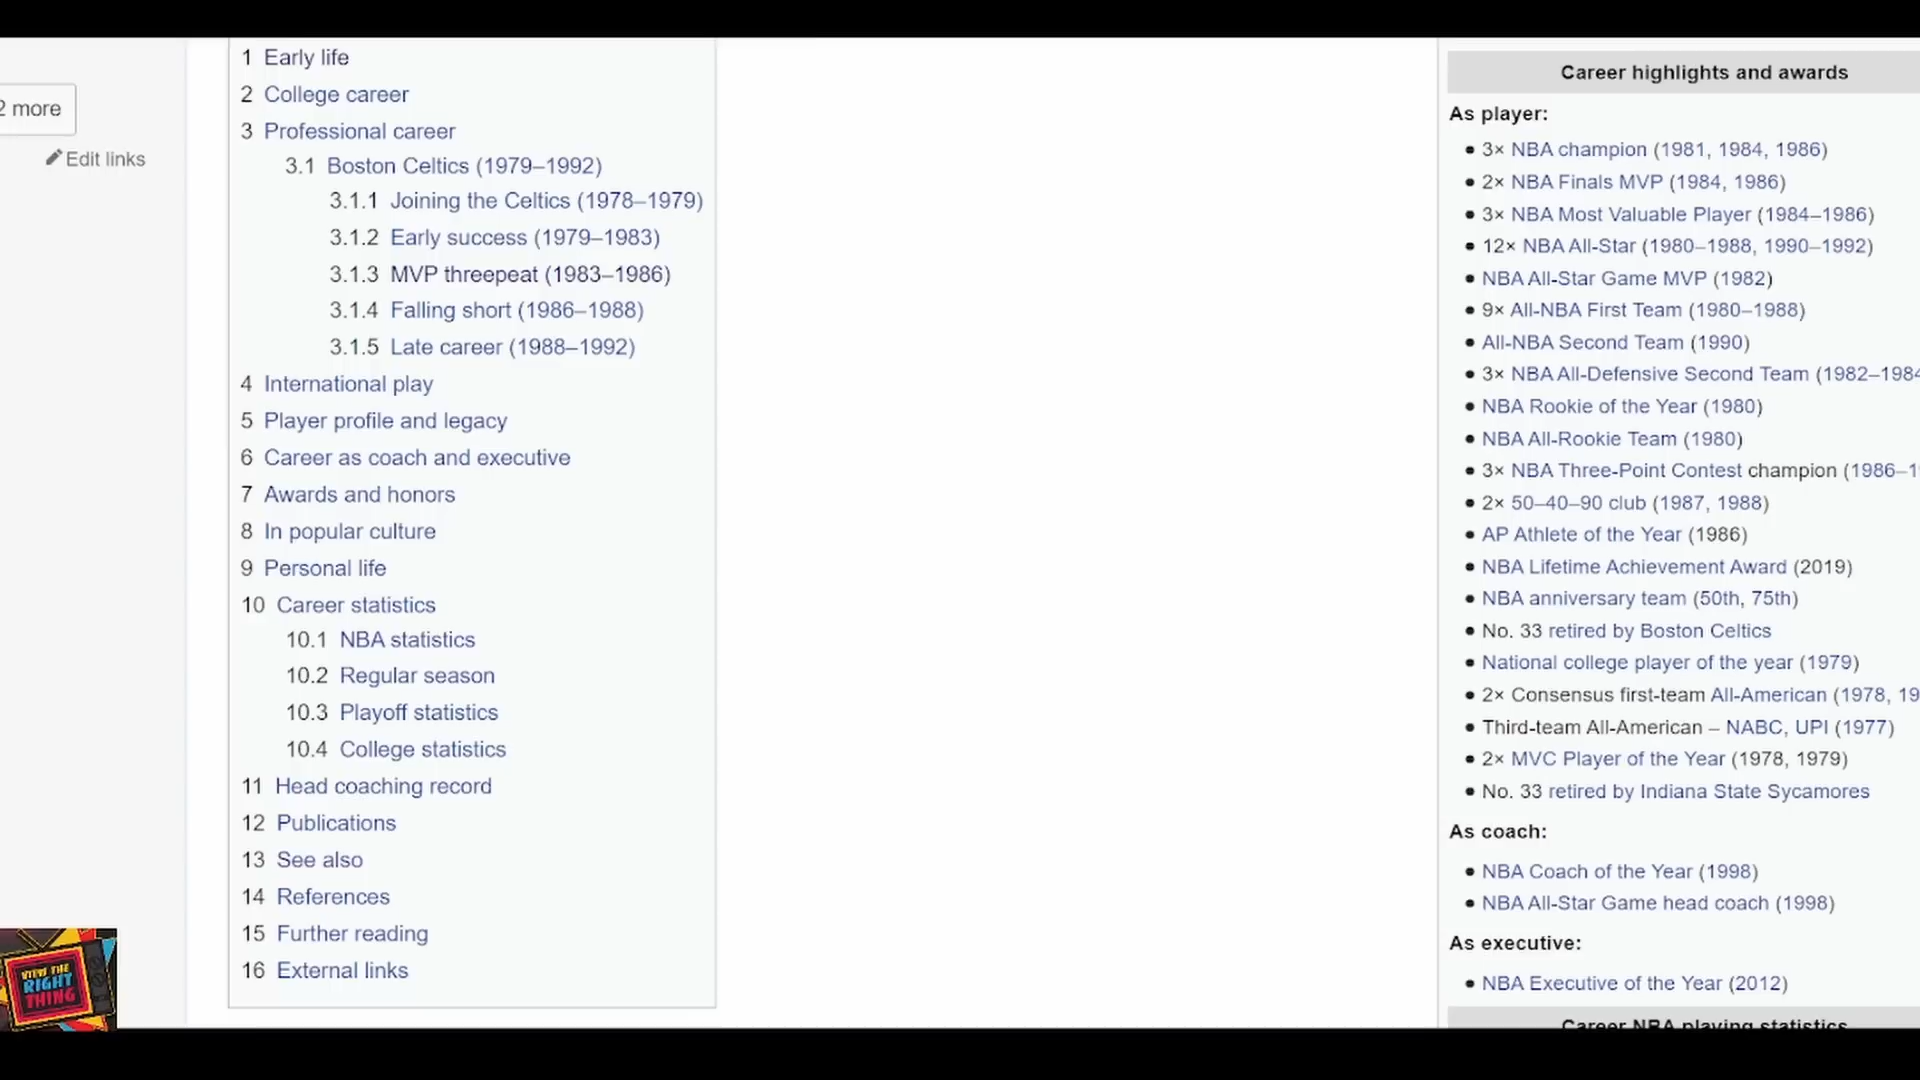 2 more
Edit links
1 Early life
2 College career
3 Professional career
3.1 Boston Celtics (1979–1992)
3.1.1 Joining the Celtics (1978–1979)
3.1.2 Early success (1979–1983)
3.1.3 MVP threepeat (1983–1986)
3.1.4 Falling short (1986–1988)
3.1.5 Late career (1988–1992)
4 International play
5 Player profile and legacy
6 Career as coach and executive
7 Awards and honors
8 In popular culture
9 Personal life
10 Career statistics
10.1 NBA statistics
10.2 Regular season
10.3 Playoff statistics
10.4 College statistics
11 Head coaching record
12 Publications
13 See also
14 References
15 Further reading
16 External links
Career highlights and awards
As player:
3× NBA champion (1981, 1984, 1986)
2× NBA Finals MVP (1984, 1986)
3× NBA Most Valuable Player (1984–1986)
12× NBA All-Star (1980–1988, 1990–1992)
NBA All-Star Game MVP (1982)
9× All-NBA First Team (1980–1988)
All-NBA Second Team (1990)
3× NBA All-Defensive Second Team (1982–1984
NBA Rookie of the Year (1980)
NBA All-Rookie Team (1980)
3× NBA Three-Point Contest champion (1986–1
2× 50–40–90 club (1987, 1988)
AP Athlete of the Year (1986)
NBA Lifetime Achievement Award (2019)
NBA anniversary team (50th, 75th)
No. 33 retired by Boston Celtics
National college player of the year (1979)
2× Consensus first-team All-American (1978, 19
Third-team All-American – NABC, UPI (1977)
2× MVC Player of the Year (1978, 1979)
No. 33 retired by Indiana State Sycamores
As coach:
NBA Coach of the Year (1998)
NBA All-Star Game head coach (1998)
As executive:
NBA Executive of the Year (2012)
Career NBA playing statistics
VIEW THE
RIGHT
THING